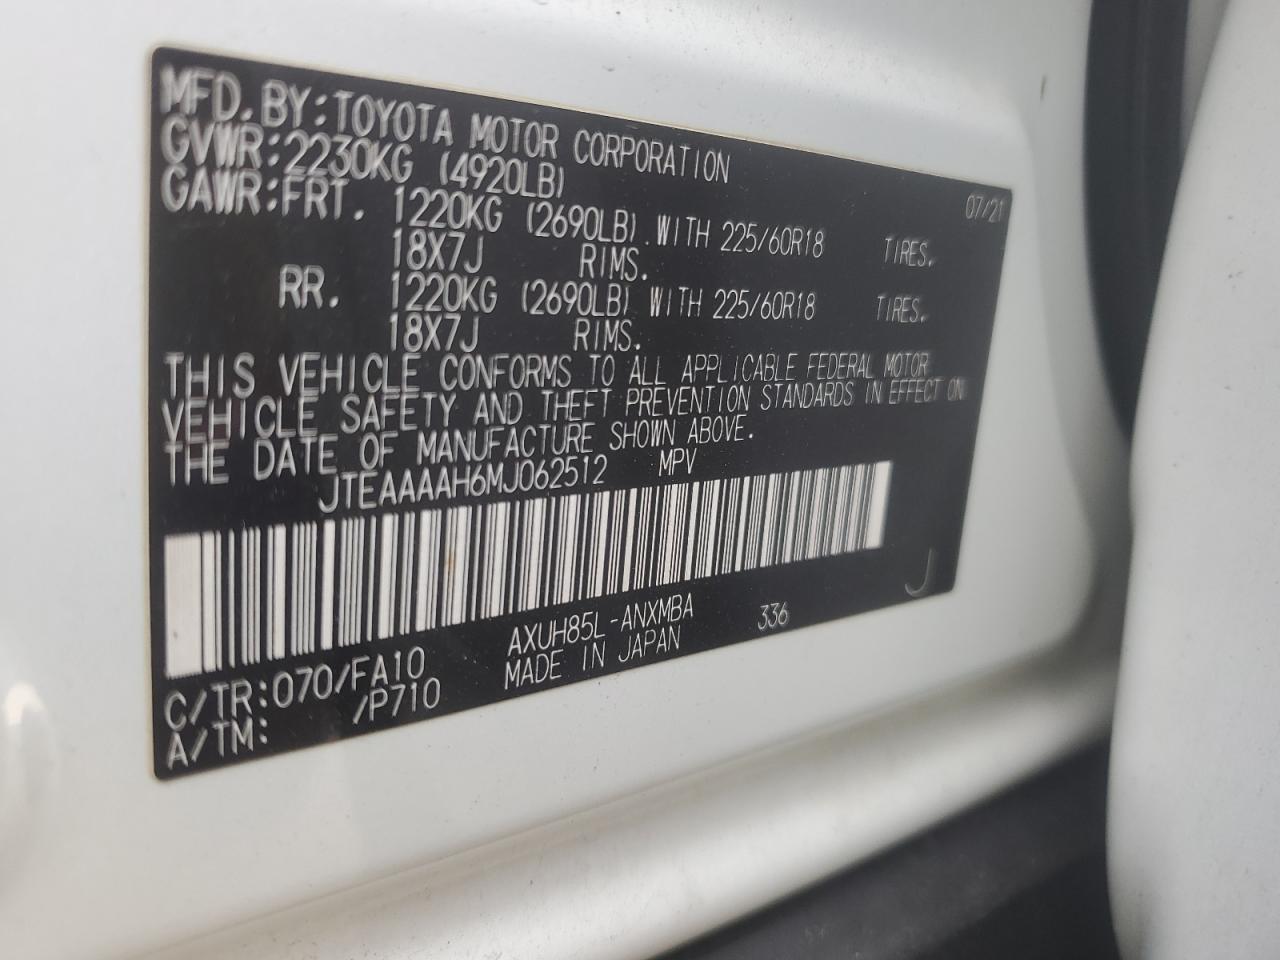 MFD. BY: TOYOTA MOTOR CORPORATION 07/21
GVWR: 2230KG (4920LB)
GAWR: FRT. 1220KG (2690LB) WITH 225/60R18 TIRES,
18X7J RIMS.
RR. 1220KG (2690LB) WITH 225/60R18 TIRES,
18X7J RIMS.
THIS VEHICLE CONFORMS TO ALL APPLICABLE FEDERAL MOTOR
VEHICLE SAFETY AND THEFT PREVENTION STANDARDS IN EFFECT ON
THE DATE OF MANUFACTURE SHOWN ABOVE.
JTEAAAAH6MJ062512 MPV
J
AXUH85L-ANXMBA 336
C/TR: 070/FA10 MADE IN JAPAN
A/TM: /P710